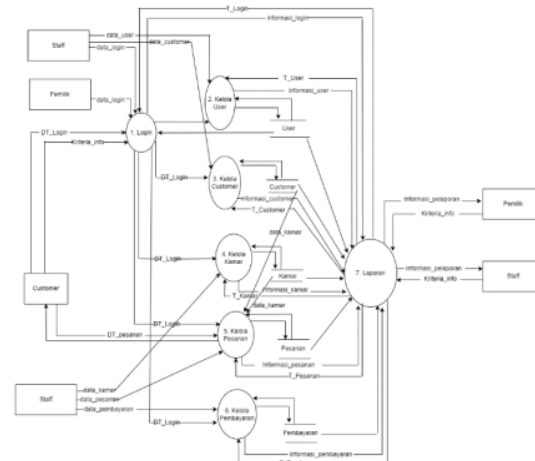 T_Login
informasi_login
Staff
data_user
data_customer
data_login
Pemilik
data_login
DT_Login
Kriteria_info
1. Login
2. Kelola
User
T_User
informasi_user
User
DT_Login
3. Kelola
Customer
Customer
informasi_customer
T_Customer
data_kamar
Informasi_pelaporan
Kriteria_info
Pemilik
4. Kelola
Kamar
DT_Login
Kamar
informasi_kamar
T_Kamar
data_kamar
7. Laporan
Informasi_pelaporan
Kriteria_info
Staff
Customer
DT_pesanan
DT_Login
5. Kelola
Pesanan
Pesanan
Informasi_pesanan
T_Pesanan
Staff
data_kamar
data_pesanan
data_pembayaran
DT_Login
6. Kelola
Pembayaran
Pembayaran
Informasi_pembayaran